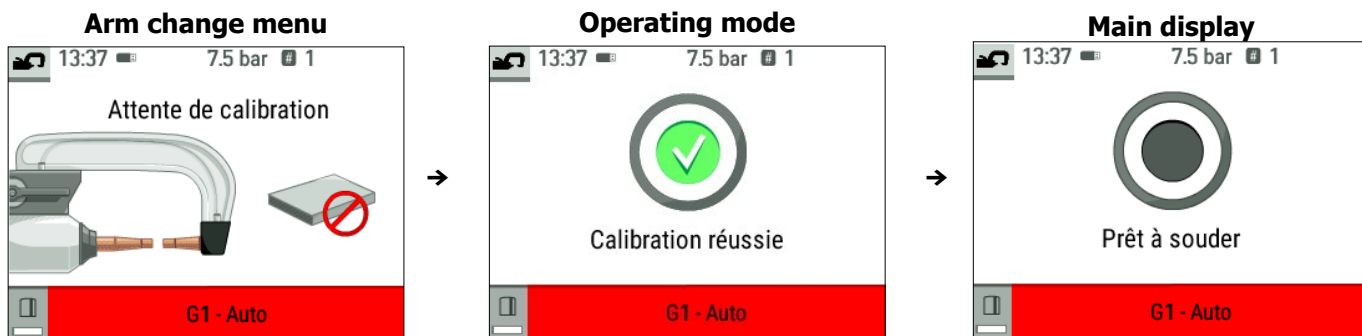 Arm change menu
13:37 7.5 bar # 1
Attente de calibration
G1 - Auto
→
Operating mode
13:37 7.5 bar # 1
Calibration réussie
G1 - Auto
→
Main display
13:37 7.5 bar # 1
Prêt à souder
G1 - Auto